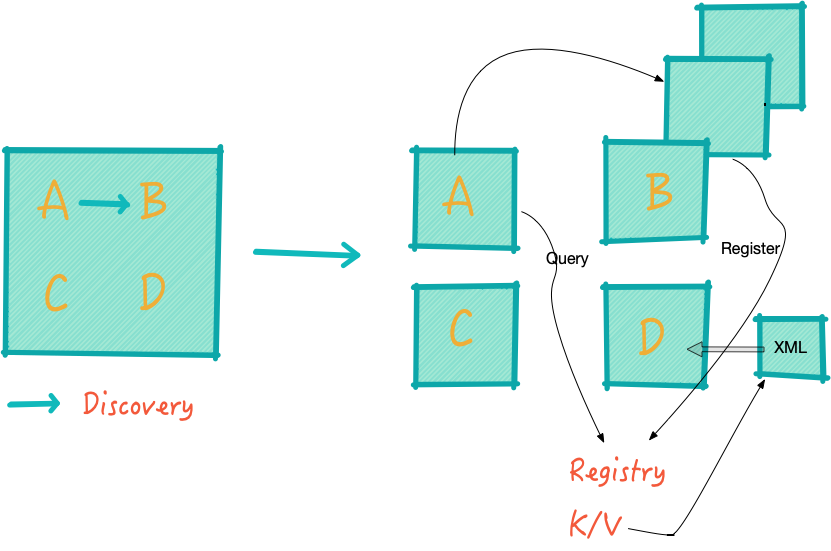 A B
C D
Discovery
A
B
Query
Register
C
D
XML
Registry
K/V